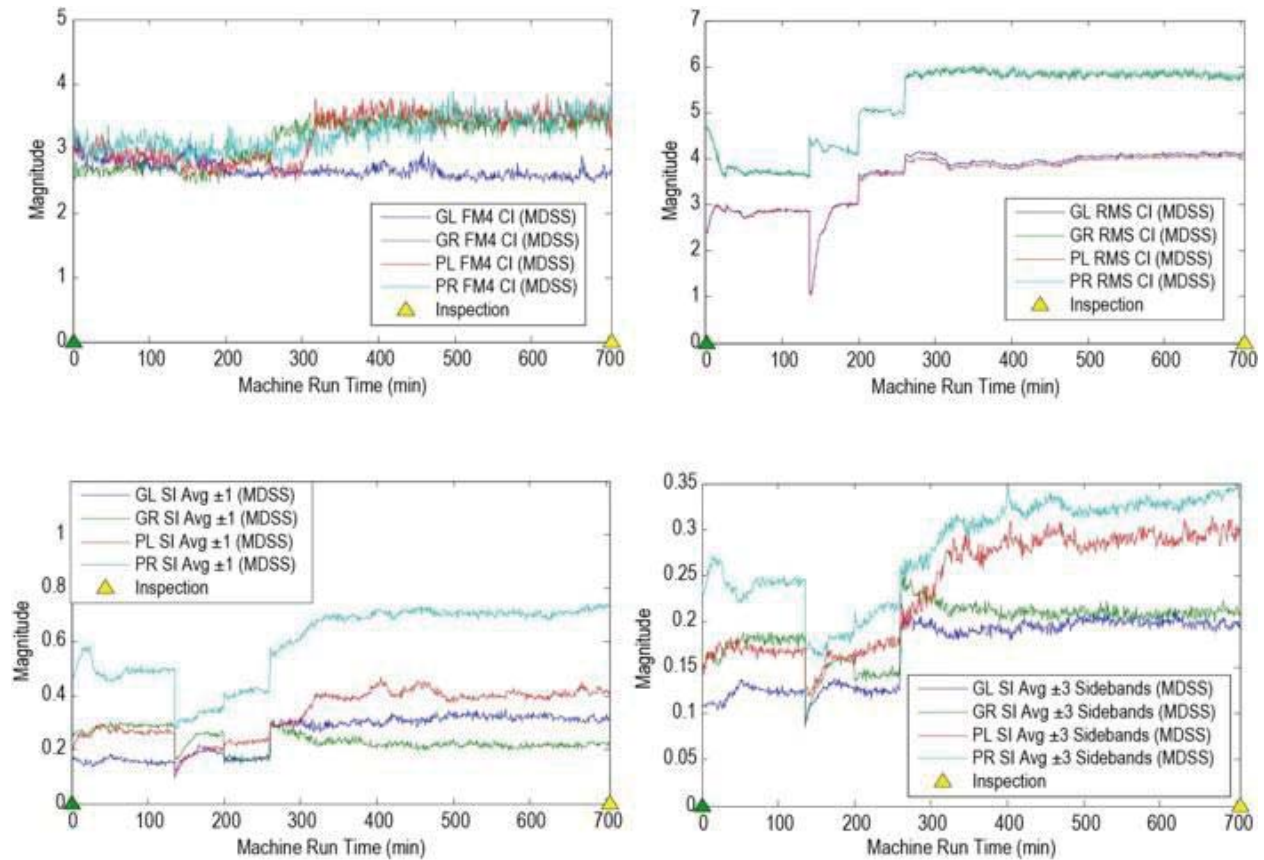 5
4
3
2
1
0
Magnitude
GL FM4 CI (MDSS)
GR FM4 CI (MDSS)
PL FM4 CI (MDSS)
PR FM4 CI (MDSS)
Inspection
0 100 200 300 400 500 600 700
Machine Run Time (min)
7
6
5
4
3
2
1
0
Magnitude
GL RMS CI (MDSS)
GR RMS CI (MDSS)
PL RMS CI (MDSS)
PR RMS CI (MDSS)
Inspection
0 100 200 300 400 500 600 700
Machine Run Time (min)
GL SI Avg ±1 (MDSS)
GR SI Avg ±1 (MDSS)
PL SI Avg ±1 (MDSS)
PR SI Avg ±1 (MDSS)
Inspection
1
0.8
0.6
0.4
0.2
0
Magnitude
0 100 200 300 400 500 600 700
Machine Run Time (min)
0.35
0.3
0.25
0.2
0.15
0.1
0.05
0
Magnitude
GL SI Avg ±3 Sidebands (MDSS)
GR SI Avg ±3 Sidebands (MDSS)
PL SI Avg ±3 Sidebands (MDSS)
PR SI Avg ±3 Sidebands (MDSS)
Inspection
0 100 200 300 400 500 600 700
Machine Run Time (min)